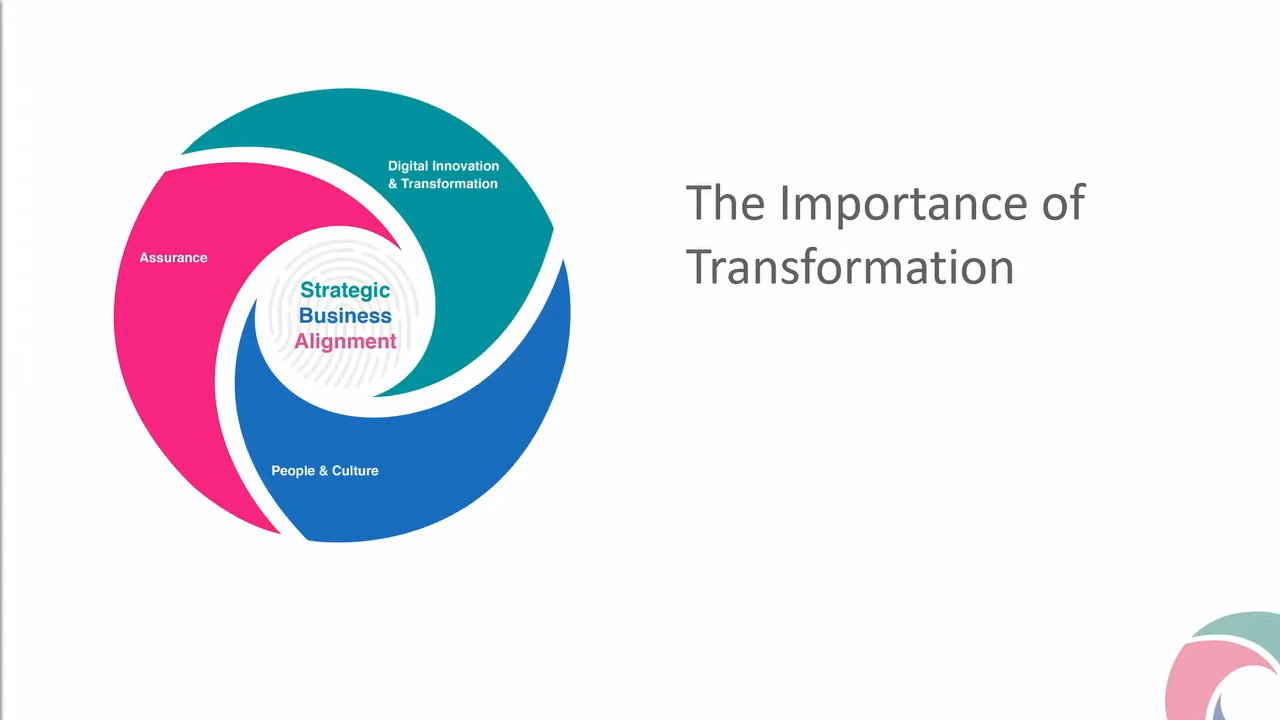 Digital Innovation
& Transformation
Assurance
Strategic
Business
Alignment
People & Culture
The Importance of
Transformation